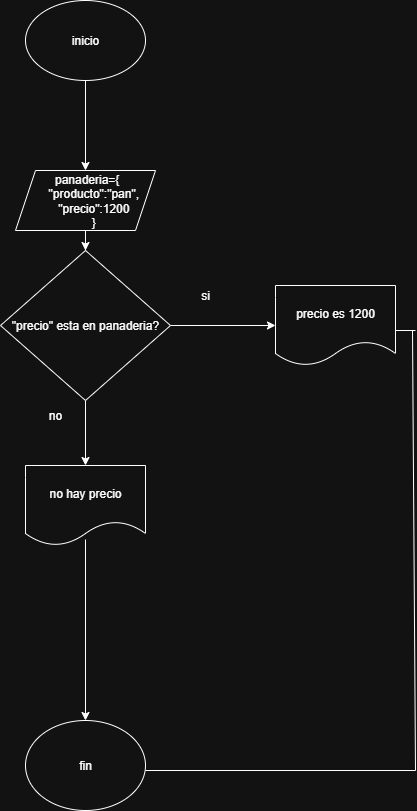 inicio
panaderia={
"producto":"pan",
"precio":1200
}
"precio" esta en panaderia?
si
precio es 1200
no
no hay precio
fin